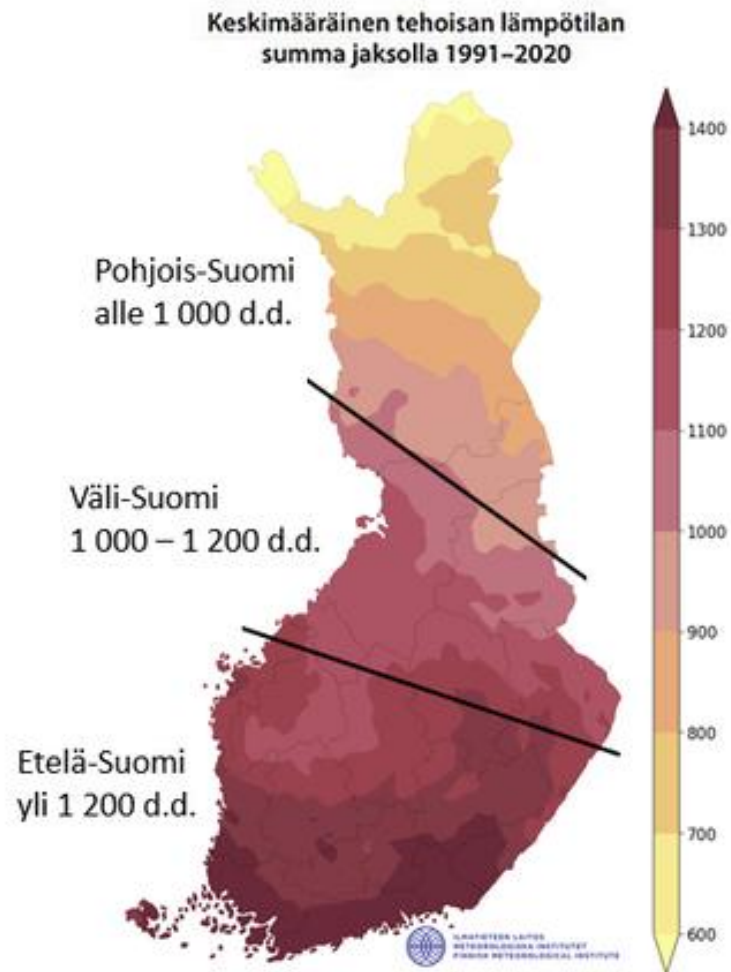 Keskimääräinen tehoisan lämpötilan
summa jaksolla 1991–2020
1400
1300
Pohjois-Suomi
alle 1 000 d.d.
1200
1100
Väli-Suomi
1 000 – 1 200 d.d.
1000
900
800
Etelä-Suomi
yli 1 200 d.d.
700
600
ILMATIETEEN LAITOS
METEOROLOGISKA INSTITUTET
FINNISH METEOROLOGICAL INSTITUTE